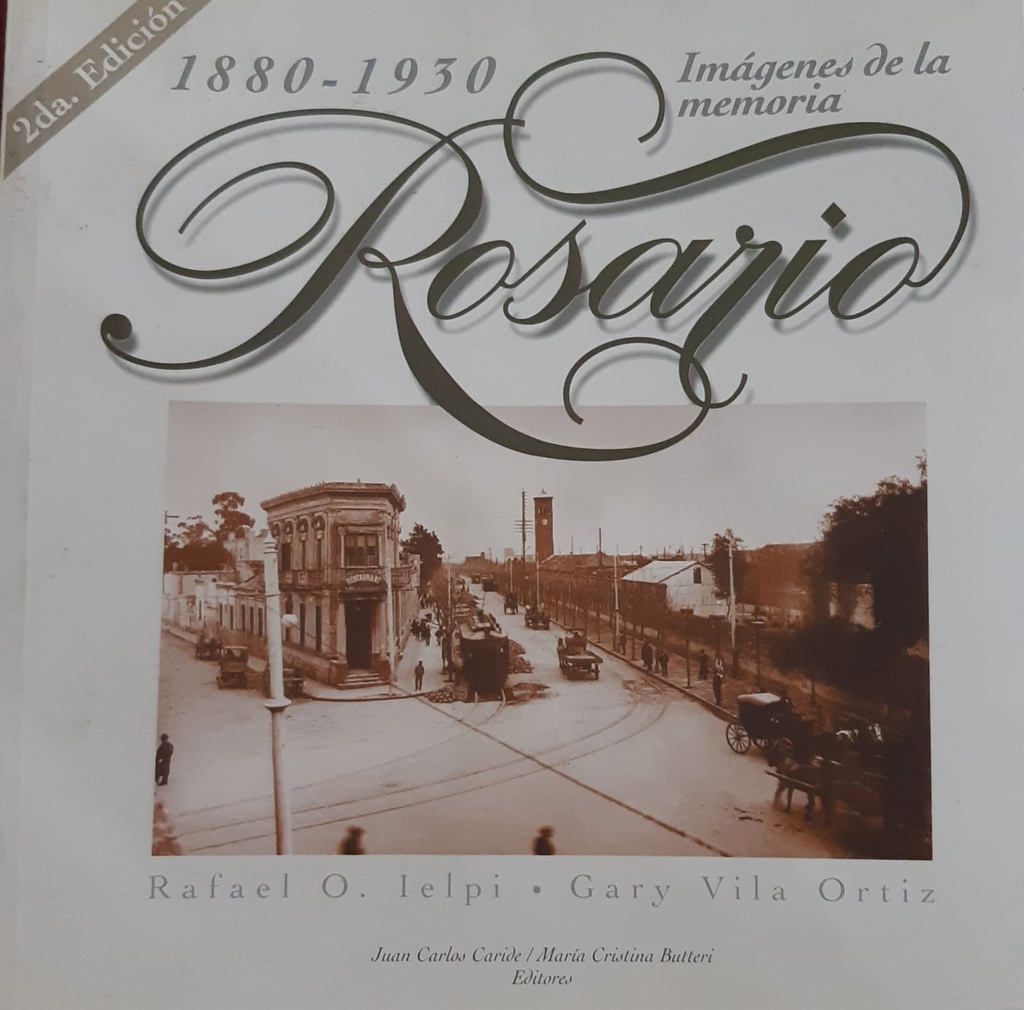 2da. Edición
1880-1930
Imágenes de la
memoria
Rosario
RESTAURANT
Rafael O. Ielpi • Gary Vila Ortiz
Juan Carlos Caride / María Cristina Butteri
Editores